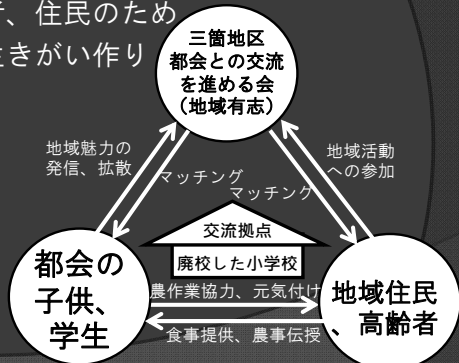 、住民のため
生きがい作り
三箇地区
都会との交流
を進める会
(地域有志)
地域魅力の
発信、拡散
地域活動
への参加
マッチング
マッチング
交流拠点
廃校した小学校
都会の
子供、
学生
農作業協力、元気付け
食事提供、農事伝授
地域住民
、高齢者